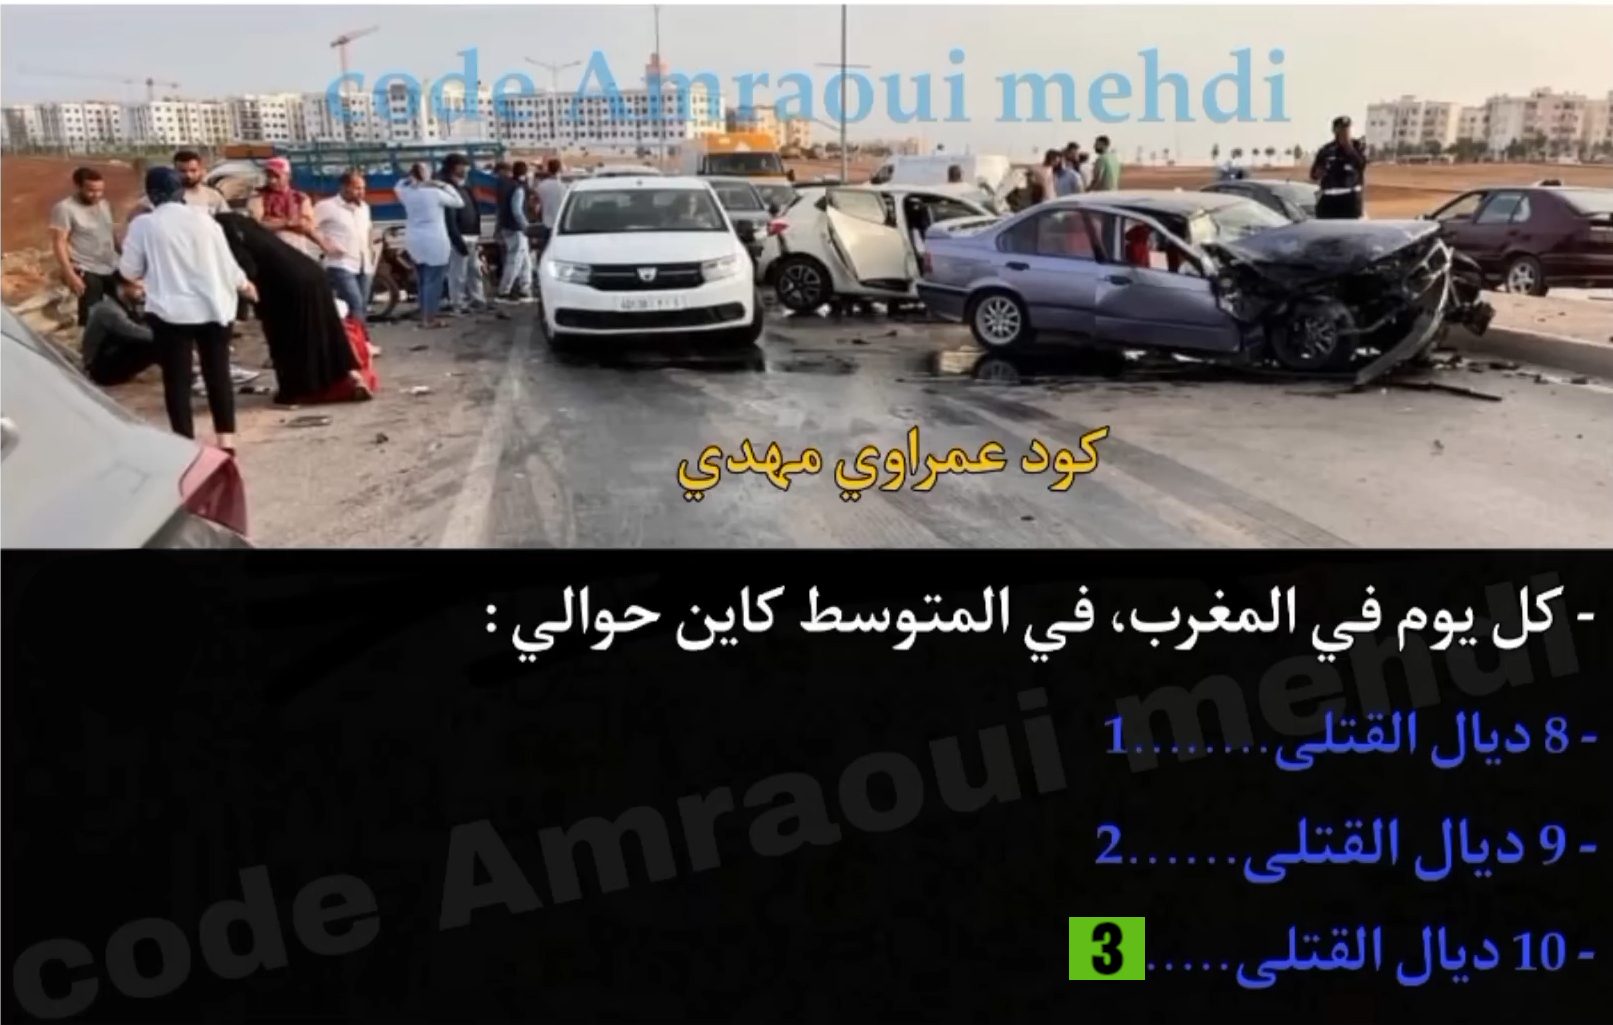 code Amraoui mehdi
كود عمراوي مهدي
- كل يوم في المغرب، في المتوسط كاين حوالي :
- 8 ديال القتلى........1
- 9 ديال القتلى......2
- 10 ديال القتلى.....3
code Amraoui mehdi